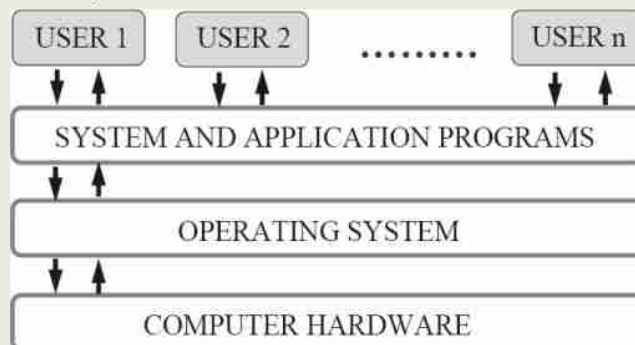 USER 1 USER 2 ......... USER n
SYSTEM AND APPLICATION PROGRAMS
OPERATING SYSTEM
COMPUTER HARDWARE